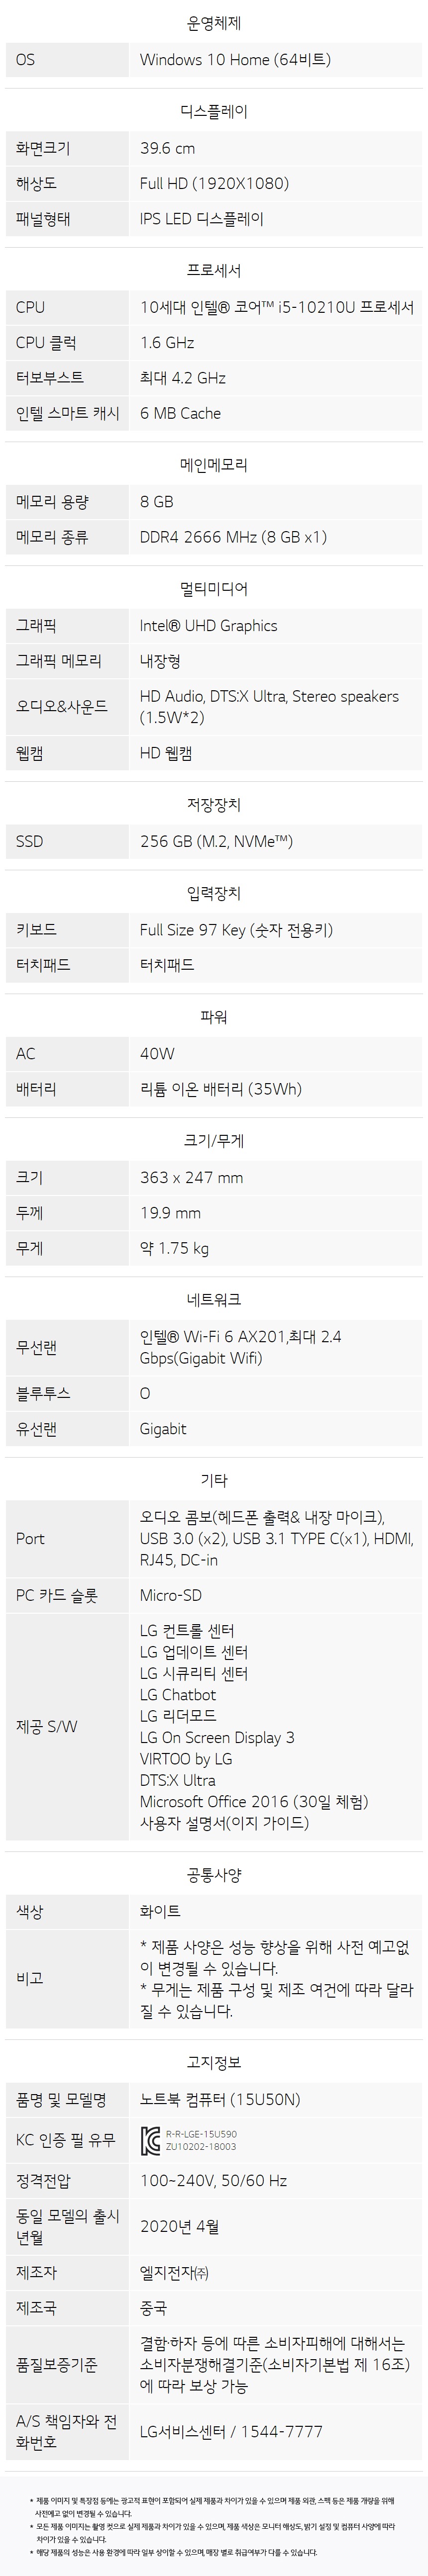 운영체제
OS Windows 10 Home (64비트)
디스플레이
화면크기 39.6 cm
해상도 Full HD (1920X1080)
패널형태 IPS LED 디스플레이
프로세서
CPU 10세대 인텔® 코어™ i5-10210U 프로세서
CPU 클럭 1.6 GHz
터보부스트 최대 4.2 GHz
인텔 스마트 캐시 6 MB Cache
메인메모리
메모리 용량 8 GB
메모리 종류 DDR4 2666 MHz (8 GB x1)
멀티미디어
그래픽 Intel® UHD Graphics
그래픽 메모리 내장형
오디오&사운드
HD Audio, DTS:X Ultra, Stereo speakers
(1.5W*2)
웹캠 HD 웹캠
저장장치
SSD 256 GB (M.2, NVMe™)
입력장치
키보드 Full Size 97 Key (숫자 전용키)
터치패드 터치패드
파워
AC 40W
배터리 리튬 이온 배터리 (35Wh)
크기/무게
크기 363 x 247 mm
두께 19.9 mm
무게 약 1.75 kg
네트워크
무선랜
인텔® Wi-Fi 6 AX201,최대 2.4
Gbps(Gigabit Wifi)
블루투스 O
유선랜 Gigabit
기타
Port
오디오 콤보(헤드폰 출력& 내장 마이크),
USB 3.0 (x2), USB 3.1 TYPE C(x1), HDMI,
RJ45, DC-in
PC 카드 슬롯 Micro-SD
제공 S/W
LG 컨트롤 센터
LG 업데이트 센터
LG 시큐리티 센터
LG Chatbot
LG 리더모드
LG On Screen Display 3
VIRTOO by LG
DTS:X Ultra
Microsoft Office 2016 (30일 체험)
사용자 설명서(이지 가이드)
공통사양
색상 화이트
비고
* 제품 사양은 성능 향상을 위해 사전 예고없
이 변경될 수 있습니다.
* 무게는 제품 구성 및 제조 여건에 따라 달라
질 수 있습니다.
고지정보
품명 및 모델명 노트북 컴퓨터 (15U50N)
KC 인증 필 유무
R-R-LGE-15U590
ZU10202-18003
정격전압 100~240V, 50/60 Hz
동일 모델의 출시
년월
2020년 4월
제조자 엘지전자㈜
제조국 중국
품질보증기준
결함·하자 등에 따른 소비자피해에 대해서는
소비자분쟁해결기준(소비자기본법 제 16조)
에 따라 보상 가능
A/S 책임자와 전
화번호
LG서비스센터 / 1544-7777
* 제품 이미지 및 특장점 등에는 광고적 표현이 포함되어 실제 제품과 차이가 있을 수 있으며 제품 외관, 스펙 등은 제품 개량을 위해
사전예고 없이 변경될 수 있습니다.
* 모든 제품 이미지는 촬영 컷으로 실제 제품과 차이가 있을 수 있으며, 제품 색상은 모니터 해상도, 밝기 설정 및 컴퓨터 사양에 따라
차이가 있을 수 있습니다.
* 해당 제품의 성능은 사용 환경에 따라 일부 상이할 수 있으며, 매장 별로 취급여부가 다를 수 있습니다.